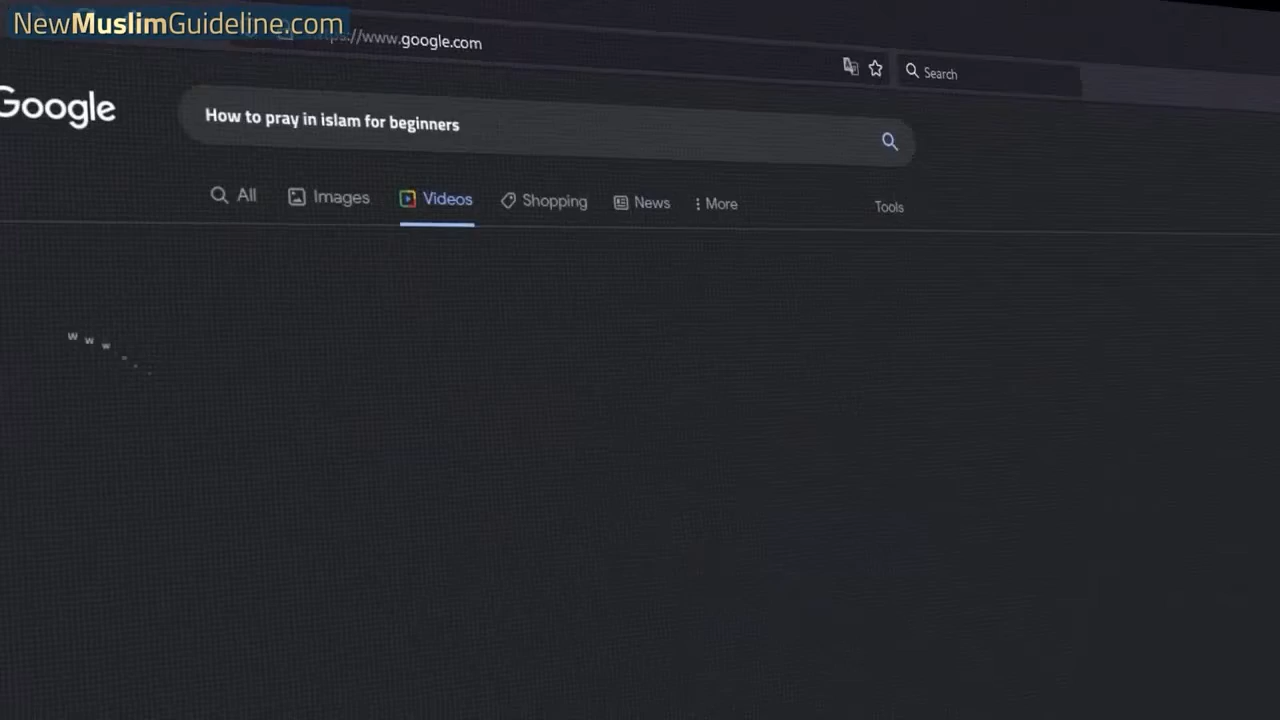 NewMuslimGuideline.com
://www.google.com
Search
Google
How to pray in islam for beginners
All
Images
Videos
Shopping
News
More
Tools
w w w